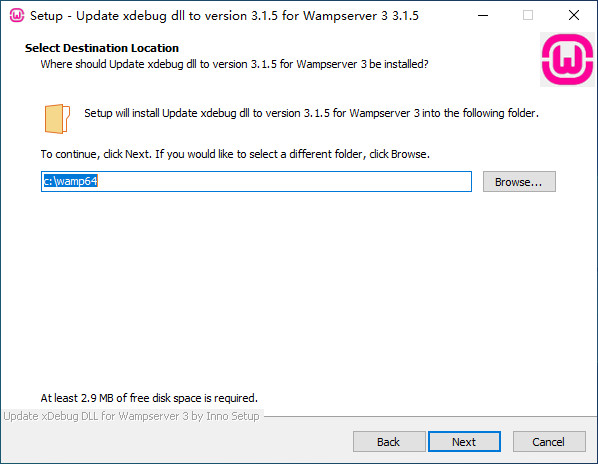 Setup - Update xdebug dll to version 3.1.5 for Wampserver 3 3.1.5
Select Destination Location
Where should Update xdebug dll to version 3.1.5 for Wampserver 3 be installed?
Setup will install Update xdebug dll to version 3.1.5 for Wampserver 3 into the following folder.
To continue, click Next. If you would like to select a different folder, click Browse.
c:\wamp64
Browse...
At least 2.9 MB of free disk space is required.
Update xDebug DLL for Wampserver 3 by Inno Setup
Back
Next
Cancel